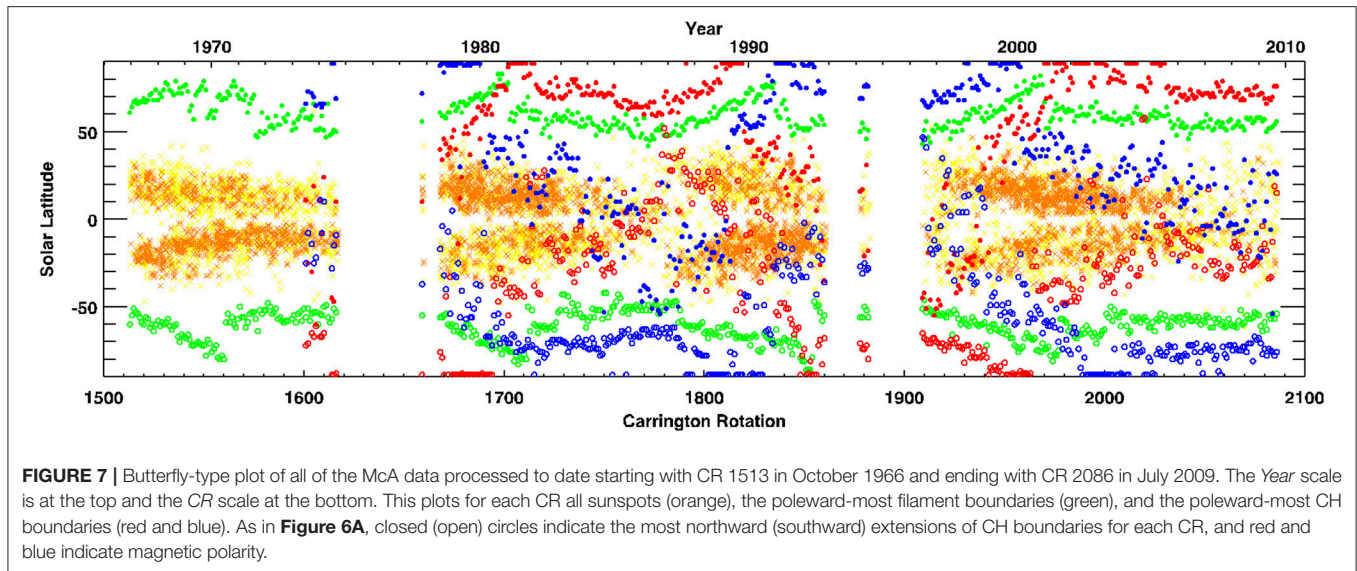 Year
1970 1980 1990 2000 2010
50
0
-50
Solar Latitude
1500 1600 1700 1800 1900 2000 2100
Carrington Rotation
FIGURE 7 | Butterfly-type plot of all of the McA data processed to date starting with CR 1513 in October 1966 and ending with CR 2086 in July 2009. The Year scale
is at the top and the CR scale at the bottom. This plots for each CR all sunspots (orange), the poleward-most filament boundaries (green), and the poleward-most CH
boundaries (red and blue). As in Figure 6A, closed (open) circles indicate the most northward (southward) extensions of CH boundaries for each CR, and red and
blue indicate magnetic polarity.